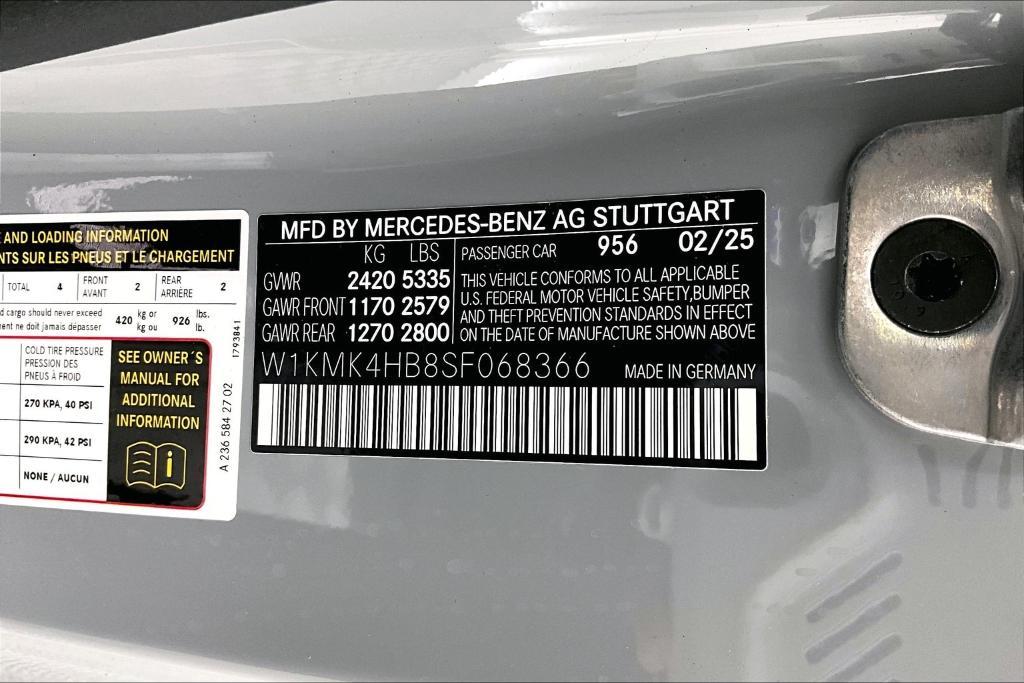 E AND LOADING INFORMATION
NTS SUR LES PNEUS ET LE CHARGEMENT
TOTAL 4 FRONT AVANT 2 REAR ARRIÈRE 2
d cargo should never exceed
ent ne doit jamais dépasser
420 kg or kg ou 926 lbs. lb.
COLD TIRE PRESSURE
PRESSION DES
PNEUS À FROID
270 KPA, 40 PSI
290 KPA, 42 PSI
NONE / AUCUN
SEE OWNER´S
MANUAL FOR
ADDITIONAL
INFORMATION
i
A 236 584 27 02
1793841
MFD BY MERCEDES-BENZ AG STUTTGART
KG LBS
GVWR 2420 5335
GAWR FRONT 1170 2579
GAWR REAR 1270 2800
PASSENGER CAR 956 02/25
THIS VEHICLE CONFORMS TO ALL APPLICABLE
U.S. FEDERAL MOTOR VEHICLE SAFETY,BUMPER
AND THEFT PREVENTION STANDARDS IN EFFECT
ON THE DATE OF MANUFACTURE SHOWN ABOVE
W1KMK4HB8SF068366
MADE IN GERMANY